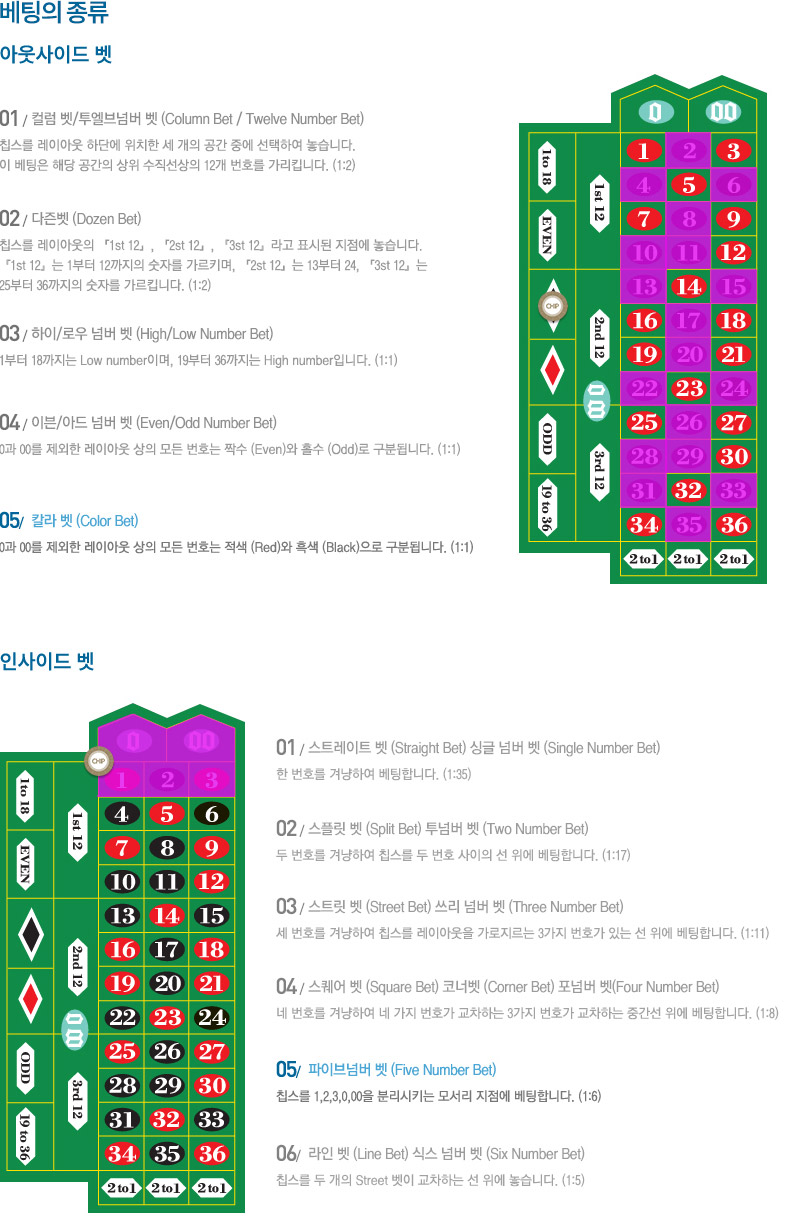 베팅의 종류
아웃사이드 벳
01 / 컬럼 벳/투엘브넘버 벳 (Column Bet / Twelve Number Bet)
칩스를 레이아웃 하단에 위치한 세 개의 공간 중에 선택하여 놓습니다.
이 베팅은 해당 공간의 상위 수직선상의 12개 번호를 가리킵니다. (1:2)
02 / 다즌벳 (Dozen Bet)
칩스를 레이아웃의 『1st 12』, 『2st 12』, 『3st 12』라고 표시된 지점에 놓습니다.
『1st 12』는 1부터 12까지의 숫자를 가르키며, 『2st 12』는 13부터 24, 『3st 12』는
25부터 36까지의 숫자를 가르킵니다. (1:2)
03 / 하이/로우 넘버 벳 (High/Low Number Bet)
1부터 18까지는 Low number이며, 19부터 36까지는 High number입니다. (1:1)
04 / 이븐/아드 넘버 벳 (Even/Odd Number Bet)
0과 00를 제외한 레이아웃 상의 모든 번호는 짝수 (Even)와 홀수 (Odd)로 구분됩니다. (1:1)
05/ 칼라 벳 (Color Bet)
0과 00를 제외한 레이아웃 상의 모든 번호는 적색 (Red)와 흑색 (Black)으로 구분됩니다. (1:1)
0 00
1 2 3
4 5 6
7 8 9
10 11 12
13 14 15
16 17 18
19 20 21
22 23 24
25 26 27
28 29 30
31 32 33
34 35 36
2 to 1 2 to 1 2 to 1
1st 12
2nd 12
00
3rd 12
1 to 18
EVEN
CHIP
ODD
19 to 36
인사이드 벳
0 00
CHIP
1 2 3
4 5 6
7 8 9
10 11 12
13 14 15
16 17 18
19 20 21
22 23 24
25 26 27
28 29 30
31 32 33
34 35 36
2 to 1 2 to 1 2 to 1
1st 12
2nd 12
00
3rd 12
1 to 18
EVEN
ODD
19 to 36
01 / 스트레이트 벳 (Straight Bet) 싱글 넘버 벳 (Single Number Bet)
한 번호를 겨냥하여 베팅합니다. (1:35)
02 / 스플릿 벳 (Split Bet) 투넘버 벳 (Two Number Bet)
두 번호를 겨냥하여 칩스를 두 번호 사이의 선 위에 베팅합니다. (1:17)
03 / 스트릿 벳 (Street Bet) 쓰리 넘버 벳 (Three Number Bet)
세 번호를 겨냥하여 칩스를 레이아웃을 가로지르는 3가지 번호가 있는 선 위에 베팅합니다. (1:11)
04 / 스퀘어 벳 (Square Bet) 코너벳 (Corner Bet) 포넘버 벳(Four Number Bet)
네 번호를 겨냥하여 네 가지 번호가 교차하는 3가지 번호가 교차하는 중간선 위에 베팅합니다. (1:8)
05/ 파이브넘버 벳 (Five Number Bet)
칩스를 1,2,3,0,00을 분리시키는 모서리 지점에 베팅합니다. (1:6)
06/ 라인 벳 (Line Bet) 식스 넘버 벳 (Six Number Bet)
칩스를 두 개의 Street 벳이 교차하는 선 위에 놓습니다. (1:5)